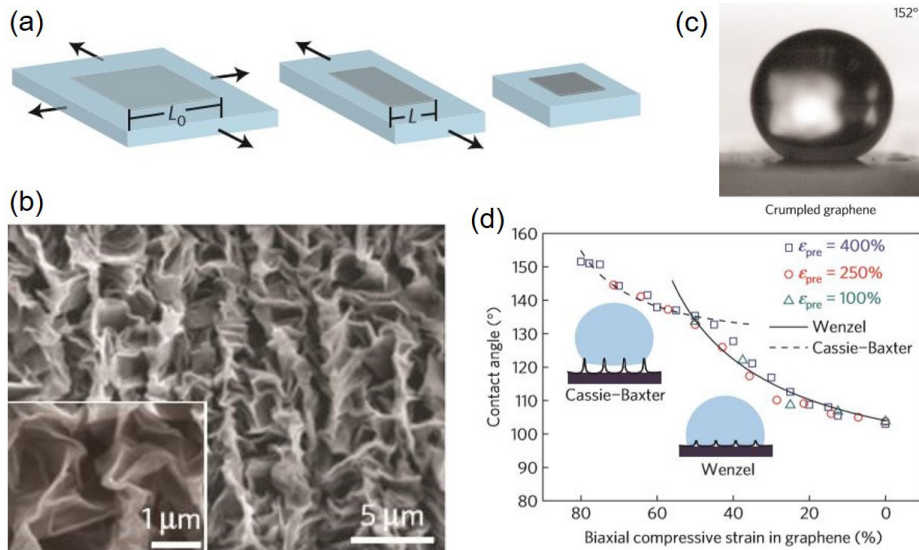 (a)
L0
L
(c)
152°
Crumpled graphene
(b)
1 μm
5 μm
(d)
160
150
140
130
120
110
100
90
80
Contact angle (°)
εpre = 400%
εpre = 250%
εpre = 100%
Wenzel
Cassie–Baxter
Cassie–Baxter
Wenzel
80
60
40
20
0
Biaxial compressive strain in graphene (%)